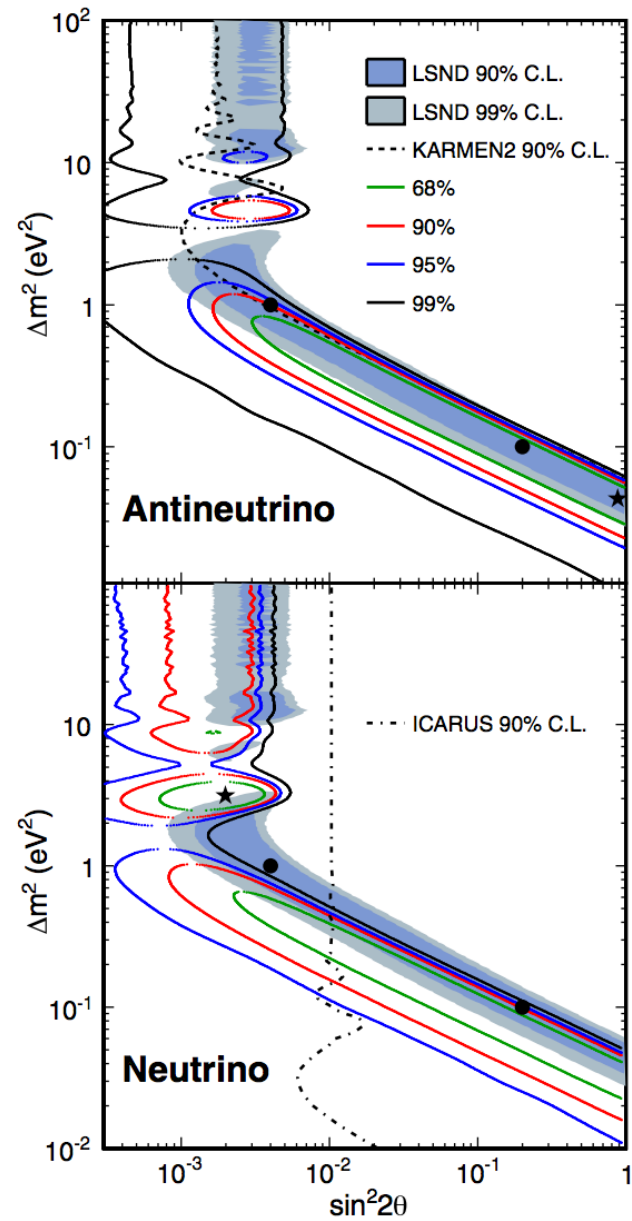 10²
LSND 90% C.L.
LSND 99% C.L.
KARMEN2 90% C.L.
68%
90%
95%
99%
10
1
10⁻¹
Δm² (eV²)
Antineutrino
ICARUS 90% C.L.
10
1
10⁻¹
10⁻²
Δm² (eV²)
Neutrino
10⁻³ 10⁻² 10⁻¹ 1
sin²2θ